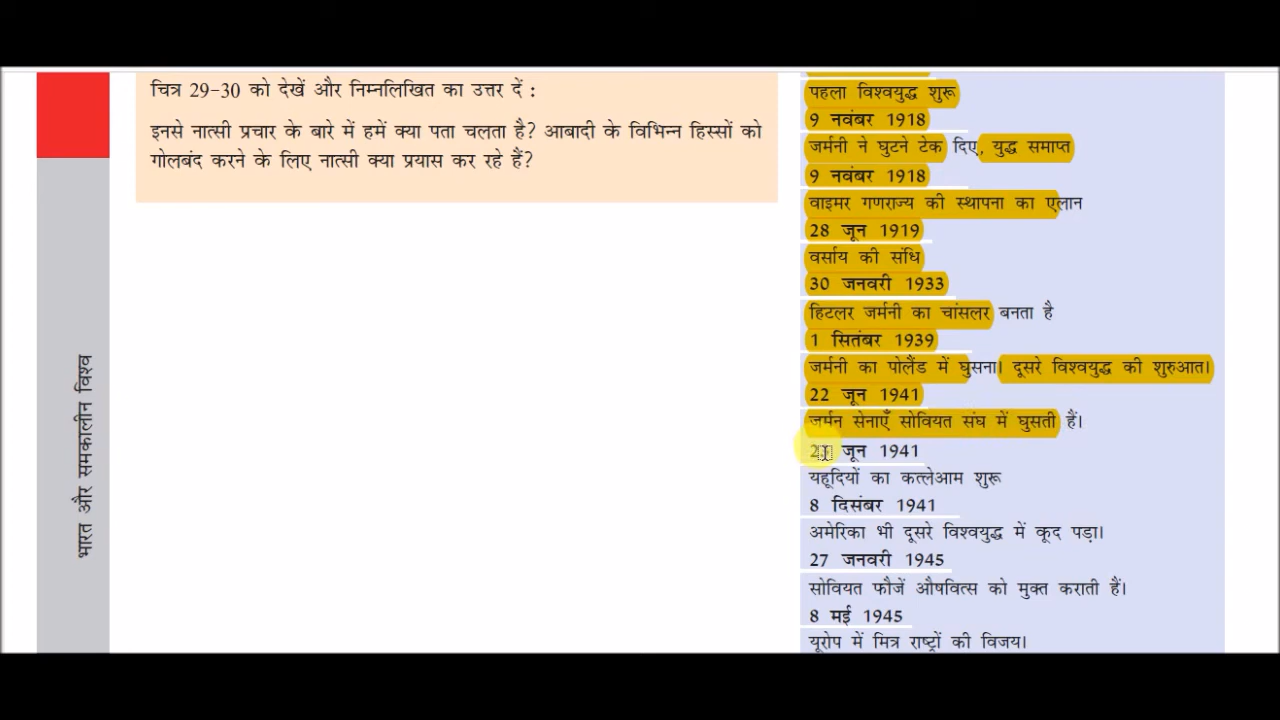 चित्र 29-30 को देखें और निम्नलिखित का उत्तर दें :
इनसे नात्सी प्रचार के बारे में हमें क्या पता चलता है? आबादी के विभिन्न हिस्सों को
गोलबंद करने के लिए नात्सी क्या प्रयास कर रहे हैं?
पहला विश्वयुद्ध शुरू
9 नवंबर 1918
जर्मनी ने घुटने टेक दिए, युद्ध समाप्त
9 नवंबर 1918
वाइमर गणराज्य की स्थापना का एलान
28 जून 1919
वर्साय की संधि
30 जनवरी 1933
हिटलर जर्मनी का चांसलर बनता है
1 सितंबर 1939
जर्मनी का पोलैंड में घुसना। दूसरे विश्वयुद्ध की शुरुआत।
22 जून 1941
जर्मन सेनाएँ सोवियत संघ में घुसती हैं।
जून 1941
यहूदियों का कत्लेआम शुरू
8 दिसंबर 1941
अमेरिका भी दूसरे विश्वयुद्ध में कूद पड़ा।
27 जनवरी 1945
सोवियत फौजें औषवित्स को मुक्त कराती हैं।
8 मई 1945
यूरोप में मित्र राष्ट्रों की विजय।
भारत और समकालीन विश्व